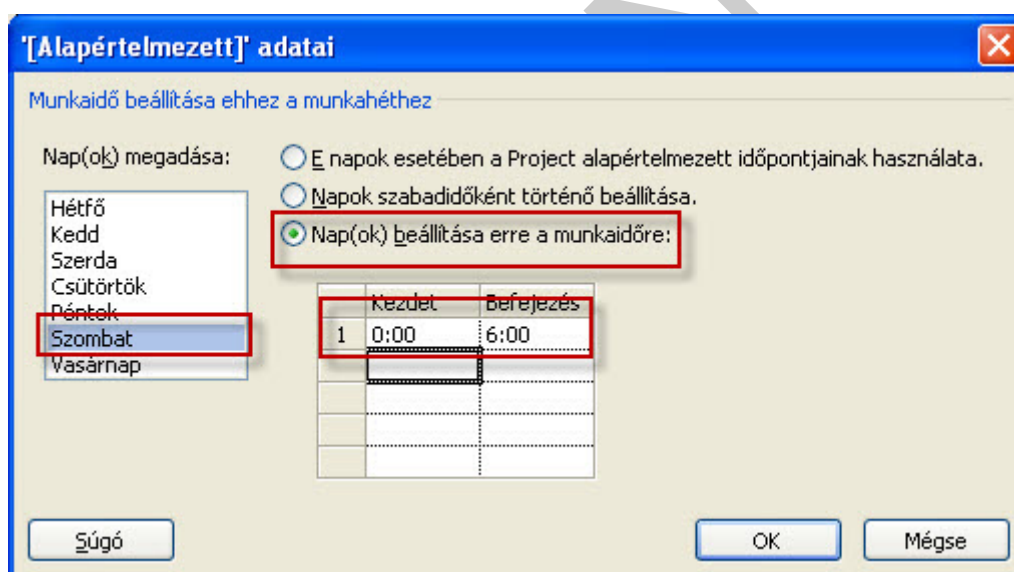 '[Alapértelmezett]' adatai
Munkaidő beállítása ehhez a munkahéthez
Nap(ok) megadása:
E napok esetében a Project alapértelmezett időpontjainak használata.
Napok szabadidőként történő beállítása.
Nap(ok) beállítása erre a munkaidőre:
Hétfő
Kedd
Szerda
Csütörtök
Péntek
Szombat
Vasárnap
Kezdet Befejezés
1 0:00 6:00
Súgó OK Mégse